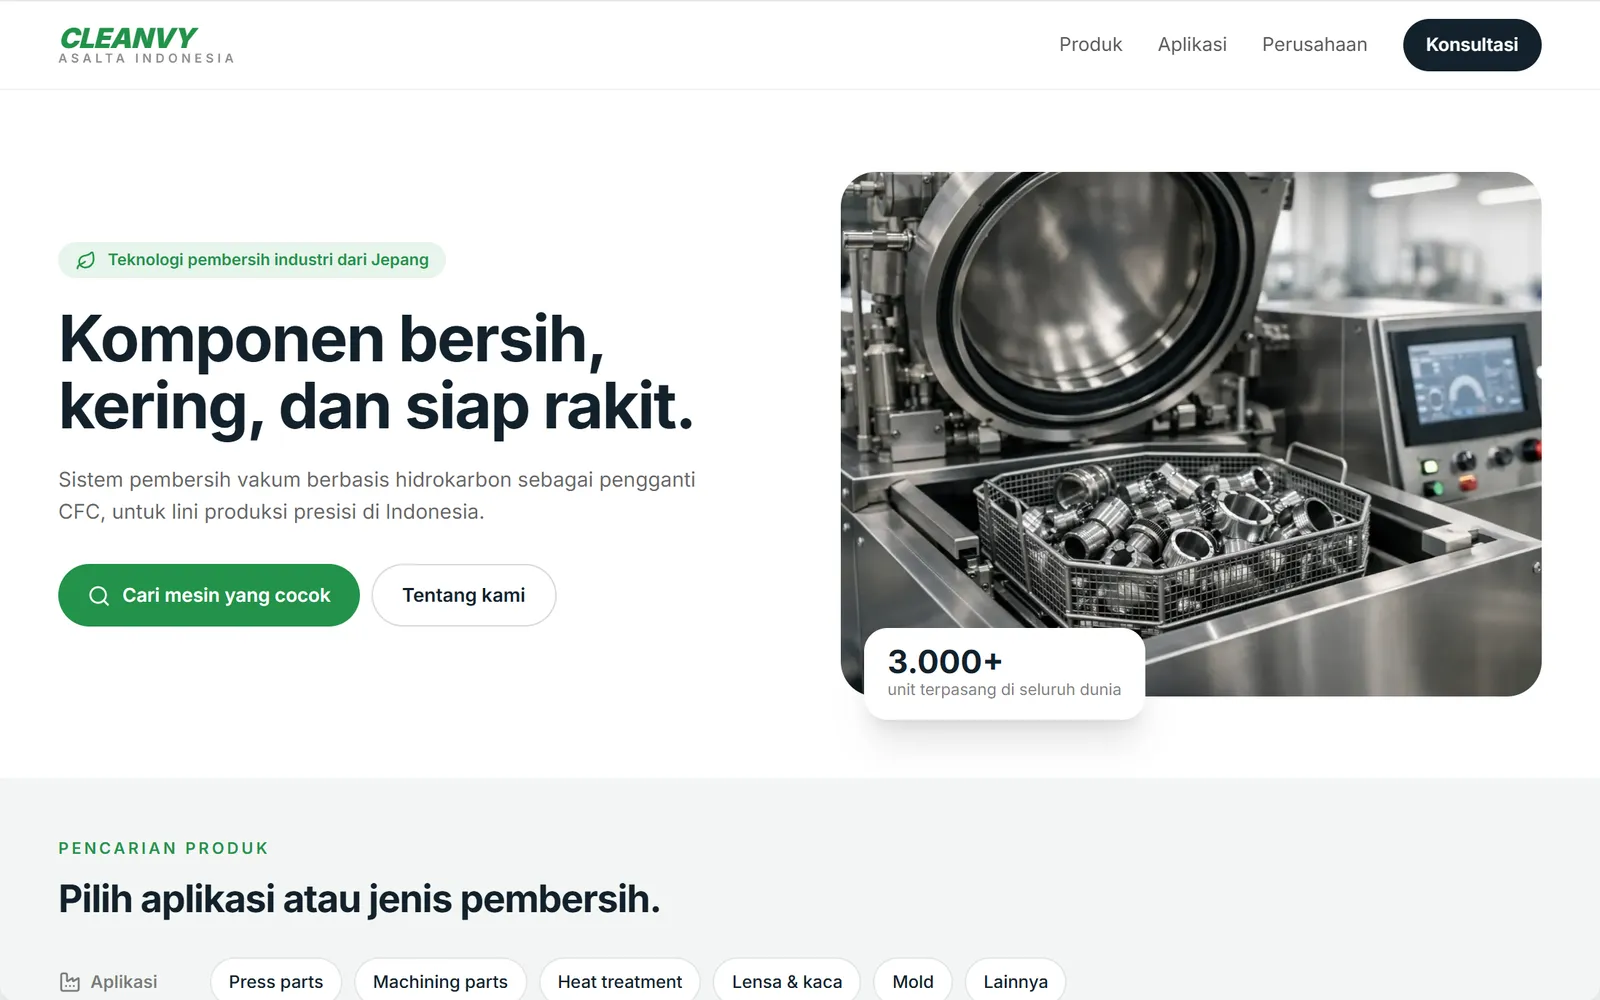 CLEANVY
ASALTA INDONESIA
Produk
Aplikasi
Perusahaan
Konsultasi
Teknologi pembersih industri dari Jepang
Komponen bersih,
kering, dan siap rakit.
Sistem pembersih vakum berbasis hidrokarbon sebagai pengganti
CFC, untuk lini produksi presisi di Indonesia.
Cari mesin yang cocok
Tentang kami
3.000+
unit terpasang di seluruh dunia
PENCARIAN PRODUK
Pilih aplikasi atau jenis pembersih.
Aplikasi
Press parts
Machining parts
Heat treatment
Lensa & kaca
Mold
Lainnya